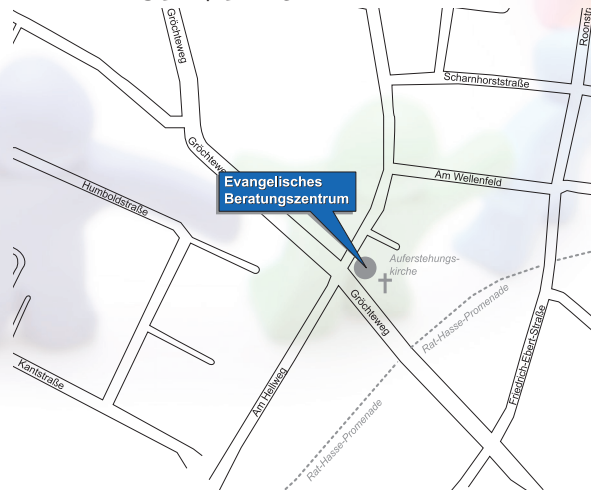 Gröchteweg
Roonstr
Scharnhorststraße
Gröchteweg
Am Wellenfeld
Evangelisches
Beratungszentrum
Humboldstraße
Auferstehungs-
kirche
Gröchteweg
Rat-Hasse-Promenade
Friedrich-Ebert-Straße
Kantstraße
Am Hellweg
Rat-Hasse-Promenade